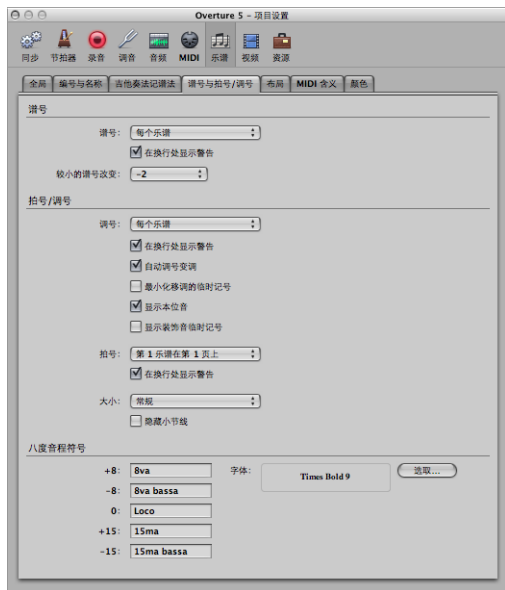 Overture 5 – 项目设置
同步 节拍器 录音 调音 音频 MIDI 乐谱 视频 资源
全局 编号与名称 吉他奏法记谱法 谱号与拍号/调号 布局 MIDI 含义 颜色
谱号
谱号: 每个乐谱
在换行处显示警告
较小的谱号改变: -2
拍号/调号
调号: 每个乐谱
在换行处显示警告
自动调号变调
最小化移调的临时记号
显示本位音
显示装饰音临时记号
拍号: 第 1 乐谱在第 1 页上
在换行处显示警告
大小: 常规
隐藏小节线
八度音程符号
+8: 8va 字体: Times Bold 9 选取...
-8: 8va bassa
0: Loco
+15: 15ma
-15: 15ma bassa